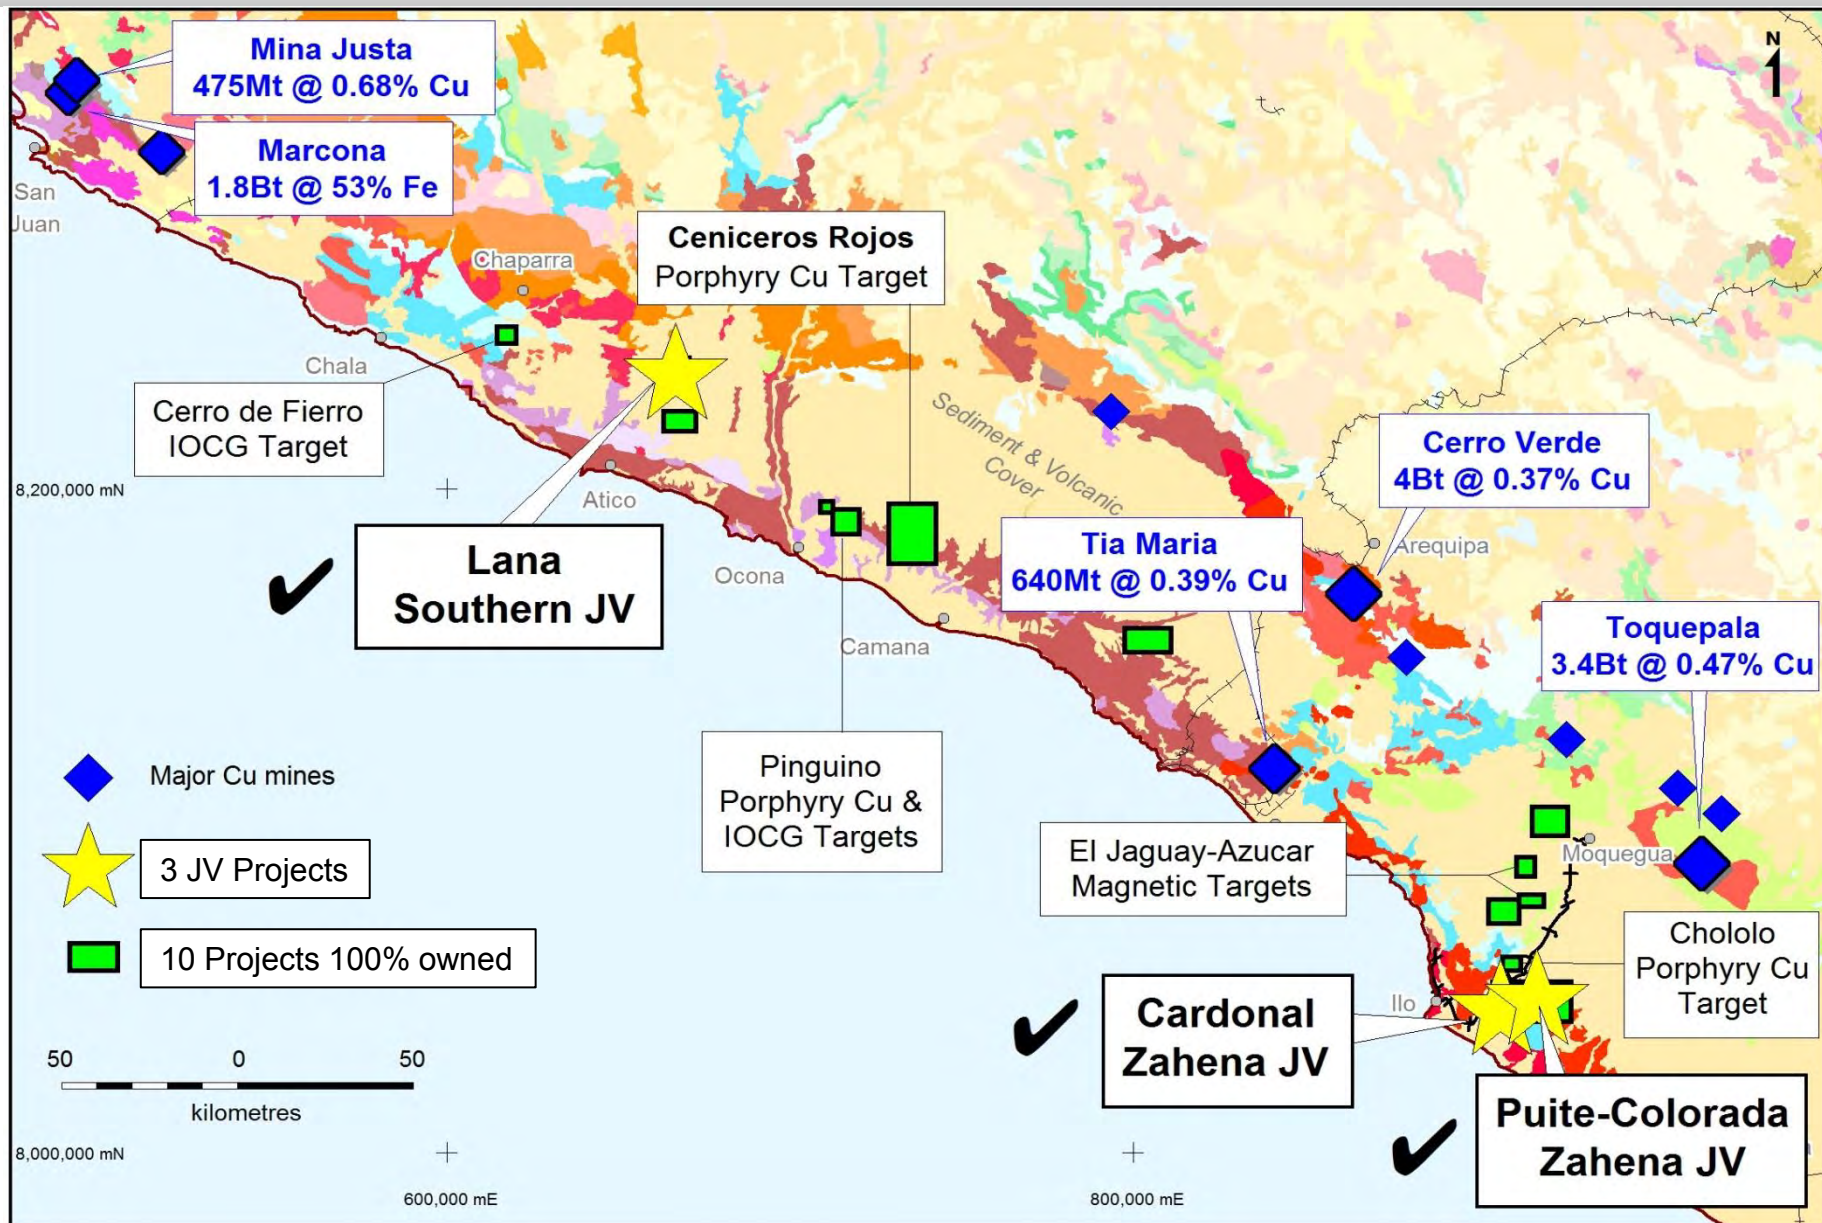 N
Mina Justa
475Mt @ 0.68% Cu
Marcona
1.8Bt @ 53% Fe
San
Juan
Ceniceros Rojos
Porphyry Cu Target
Chaparra
Chala
Cerro de Fierro
IOCG Target
Sediment & Volcanic
Cover
Cerro Verde
4Bt @ 0.37% Cu
8,200,000 mN
Atico
Lana
Southern JV
Tia Maria
640Mt @ 0.39% Cu
Arequipa
Ocona
Camana
Toquepala
3.4Bt @ 0.47% Cu
Major Cu mines
Pinguino
Porphyry Cu &
IOCG Targets
3 JV Projects
El Jaguay-Azucar
Magnetic Targets
Moquegua
10 Projects 100% owned
Chololo
Porphyry Cu
Target
Ilo
Cardonal
Zahena JV
50 0 50
kilometres
Puite-Colorada
Zahena JV
8,000,000 mN
600,000 mE
800,000 mE